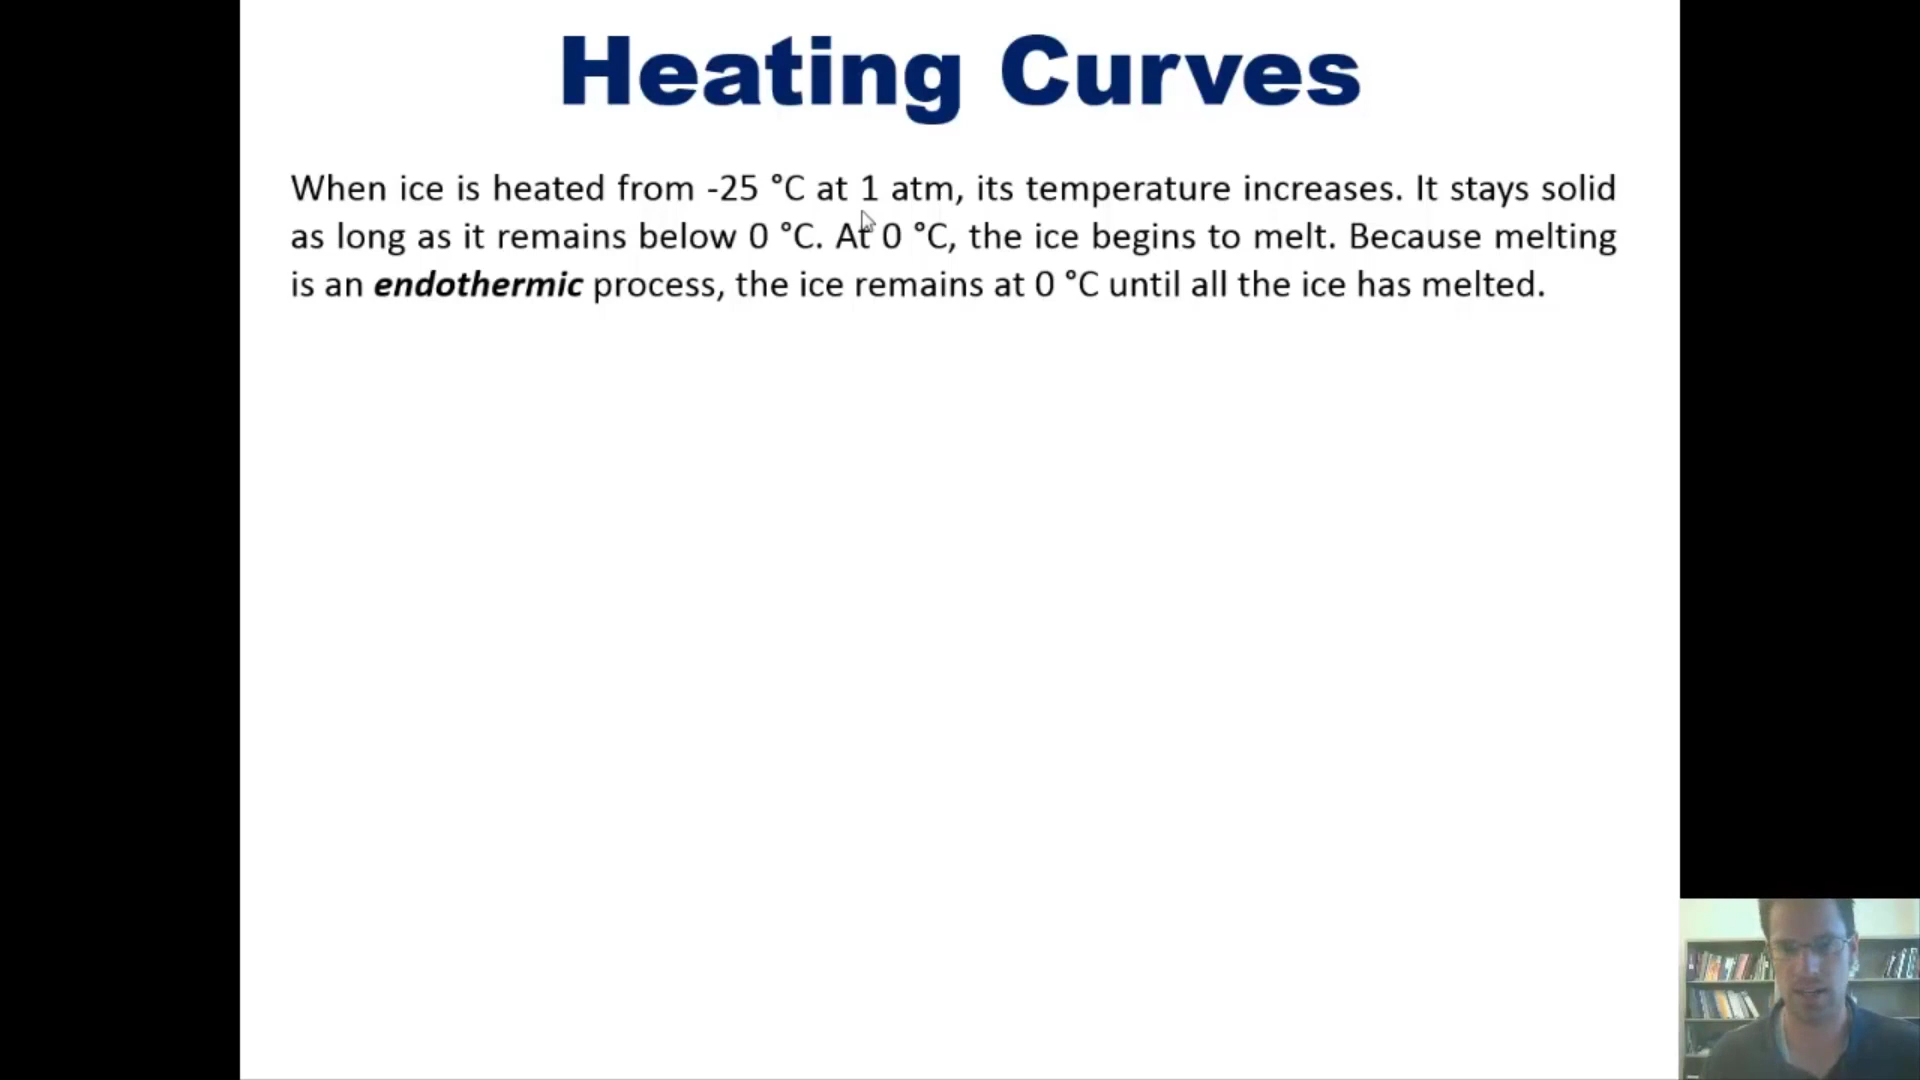 Heating Curves
When ice is heated from -25 °C at 1 atm, its temperature increases. It stays solid
as long as it remains below 0 °C. At 0 °C, the ice begins to melt. Because melting
is an endothermic process, the ice remains at 0 °C until all the ice has melted.